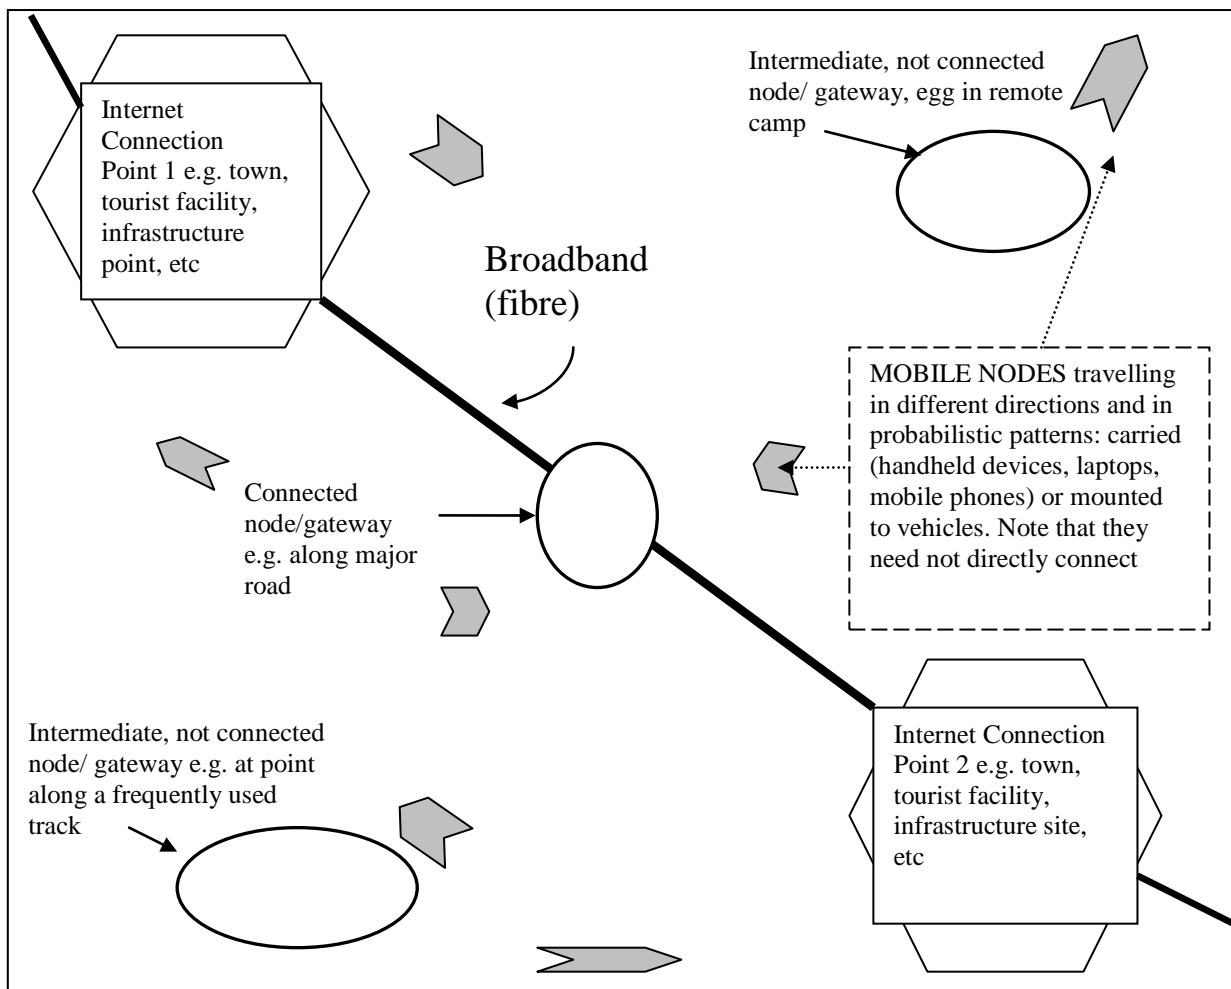 Internet
Connection
Point 1 e.g. town,
tourist facility,
infrastructure
point, etc
Intermediate, not connected
node/ gateway, egg in remote
camp
Broadband
(fibre)
MOBILE NODES travelling
in different directions and in
probabilistic patterns: carried
(handheld devices, laptops,
mobile phones) or mounted
to vehicles. Note that they
need not directly connect
Connected
node/gateway
e.g. along major
road
Intermediate, not connected
node/ gateway e.g. at point
along a frequently used
track
Internet Connection
Point 2 e.g. town,
tourist facility,
infrastructure site,
etc